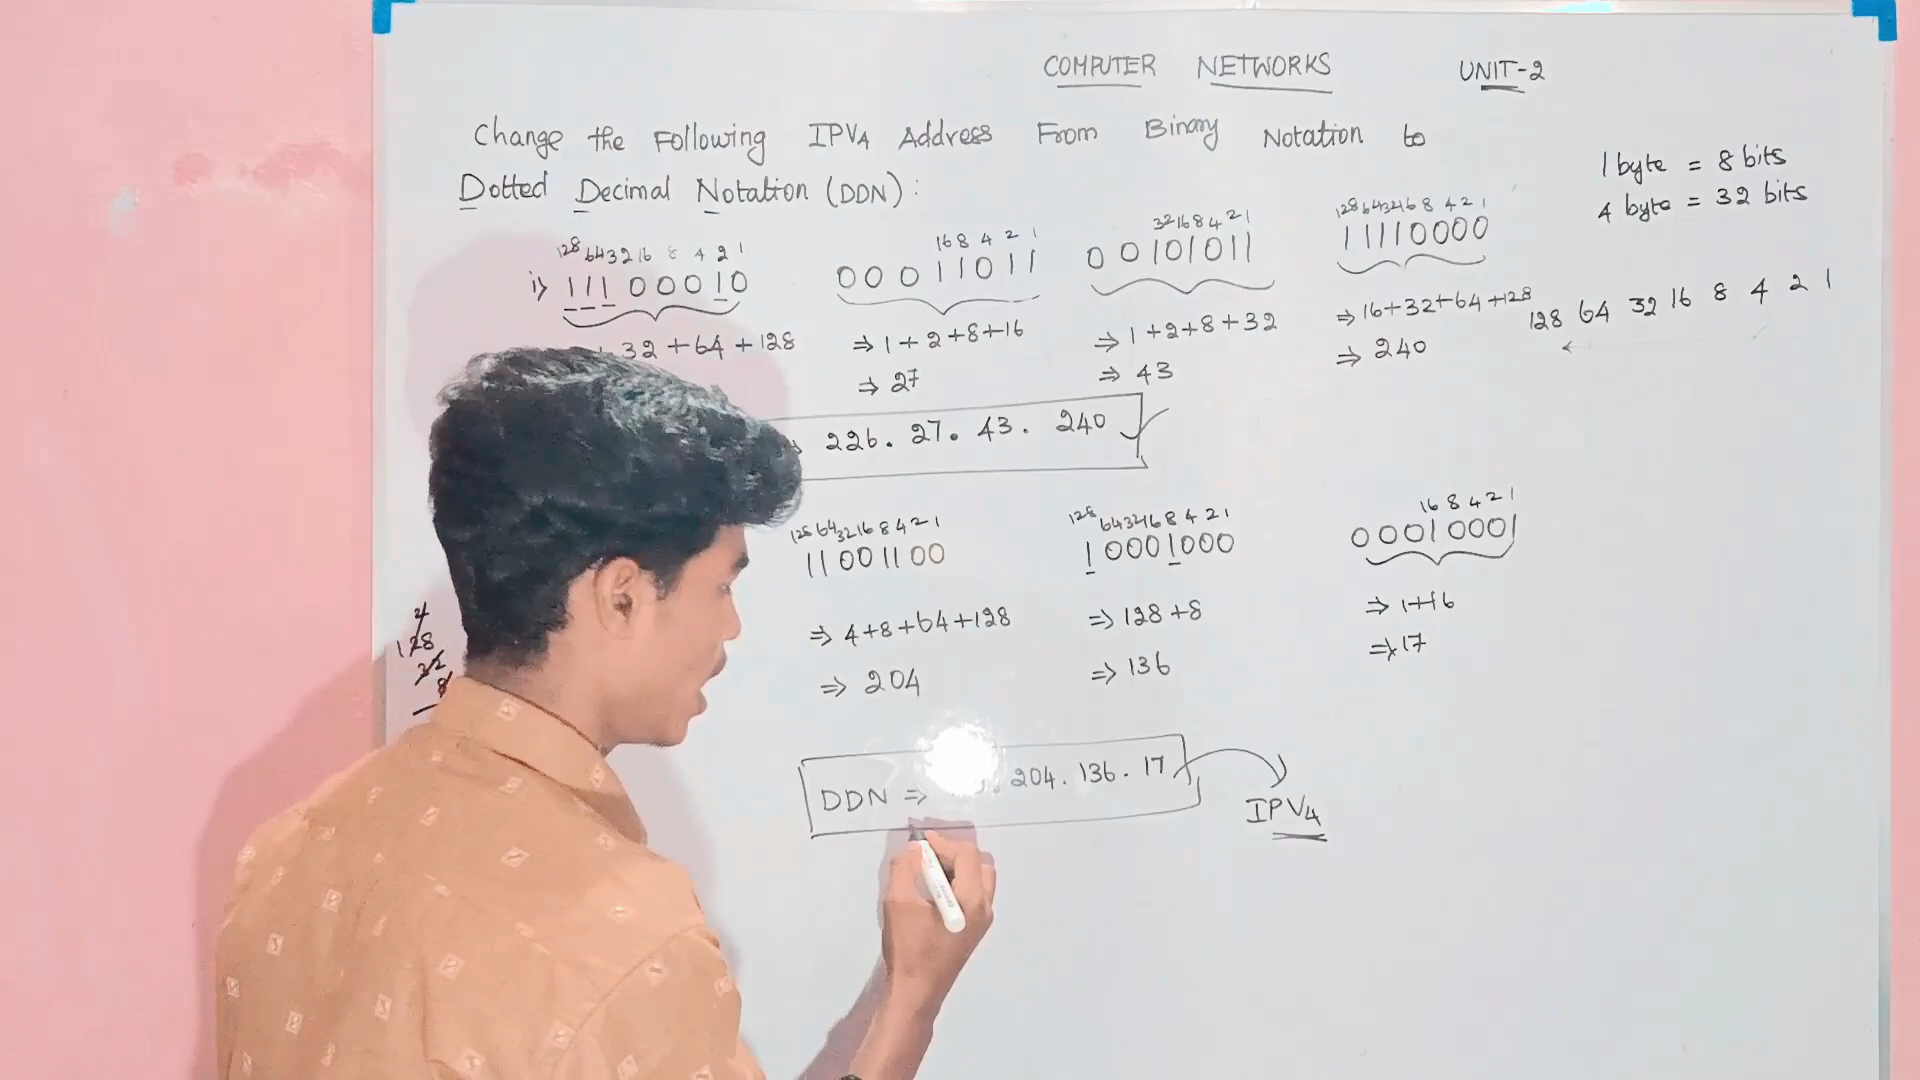 COMPUTER NETWORKS UNIT-2
Change the Following IPV4 Address From Binary Notation to
Dotted Decimal Notation (DDN) :
1 byte = 8 bits
4 byte = 32 bits
128 64 32 16 8 4 2 1 16 8 4 2 1 32 16 8 4 2 1 128 64 32 16 8 4 2 1
i) 11100010 00011011 00101011 11110000
128 64 32 16 8 4 2 1
←
32+64+128 ⇒ 1+2+8+16 ⇒ 1+2+8+32 ⇒ 16+32+64+128
⇒ 27 ⇒ 43 ⇒ 240
226. 27. 43. 240
128 64 32 16 8 4 2 1 128 64 32 16 8 4 2 1 16 8 4 2 1
11001100 10001000 00010001
4
128
32
8
⇒ 4+8+64+128 ⇒ 128+8 ⇒ 1+16
⇒ 204 ⇒ 136 ⇒ 17
DDN ⇒ . 204. 136. 17
IPV4